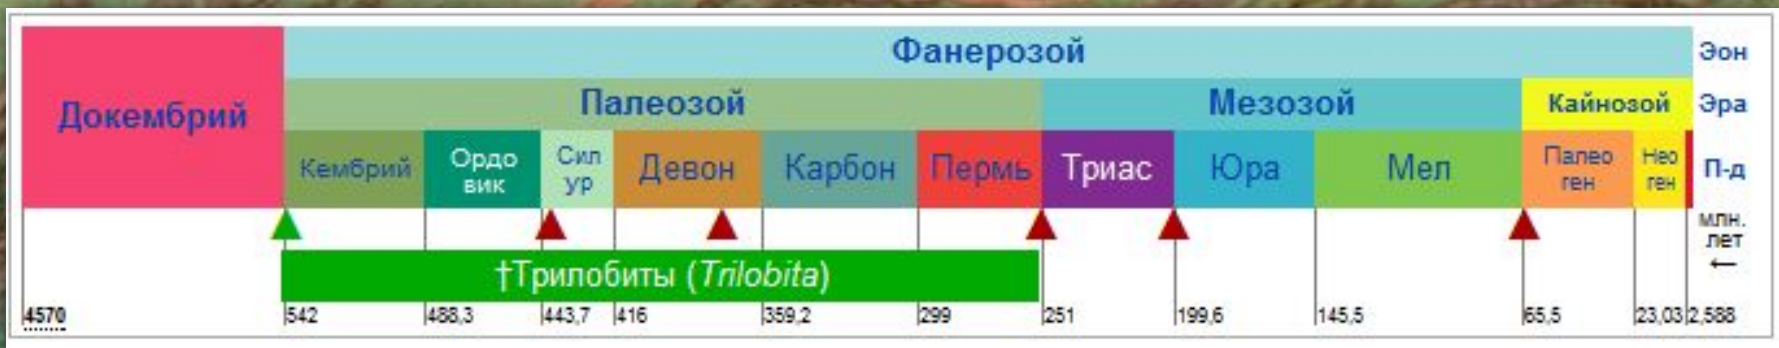 Фанерозой
Эон
Докембрий
Палеозой
Мезозой
Кайнозой
Эра
Кембрий
Ордо
вик
Сил
ур
Девон
Карбон
Пермь
Триас
Юра
Мел
Палео
ген
Нео
ген
П-д
млн.
лет
←
†Трилобиты (Trilobita)
4570
542
488,3
443,7
416
359,2
299
251
199,6
145,5
65,5
23,03
2,588